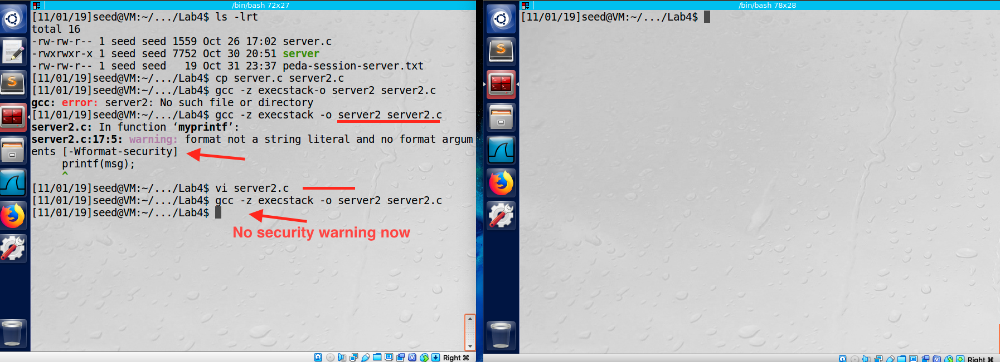 /bin/bash 72x27
[11/01/19]seed@VM:~/.../Lab4$ ls -lrt
total 16
-rw-rw-r-- 1 seed seed 1559 Oct 26 17:02 server.c
-rwxrwxr-x 1 seed seed 7752 Oct 30 20:51 server
-rw-rw-r-- 1 seed seed   19 Oct 31 23:37 peda-session-server.txt
[11/01/19]seed@VM:~/.../Lab4$ cp server.c server2.c
[11/01/19]seed@VM:~/.../Lab4$ gcc -z execstack-o server2 server2.c
gcc: error: server2: No such file or directory
[11/01/19]seed@VM:~/.../Lab4$ gcc -z execstack -o server2 server2.c
server2.c: In function ‘myprintf’:
server2.c:17:5: warning: format not a string literal and no format argum
ents [-Wformat-security]
     printf(msg);
     ^
[11/01/19]seed@VM:~/.../Lab4$ vi server2.c
[11/01/19]seed@VM:~/.../Lab4$ gcc -z execstack -o server2 server2.c
[11/01/19]seed@VM:~/.../Lab4$
No security warning now
Right ⌘
/bin/bash 78x28
[11/01/19]seed@VM:~/.../Lab4$
Right ⌘